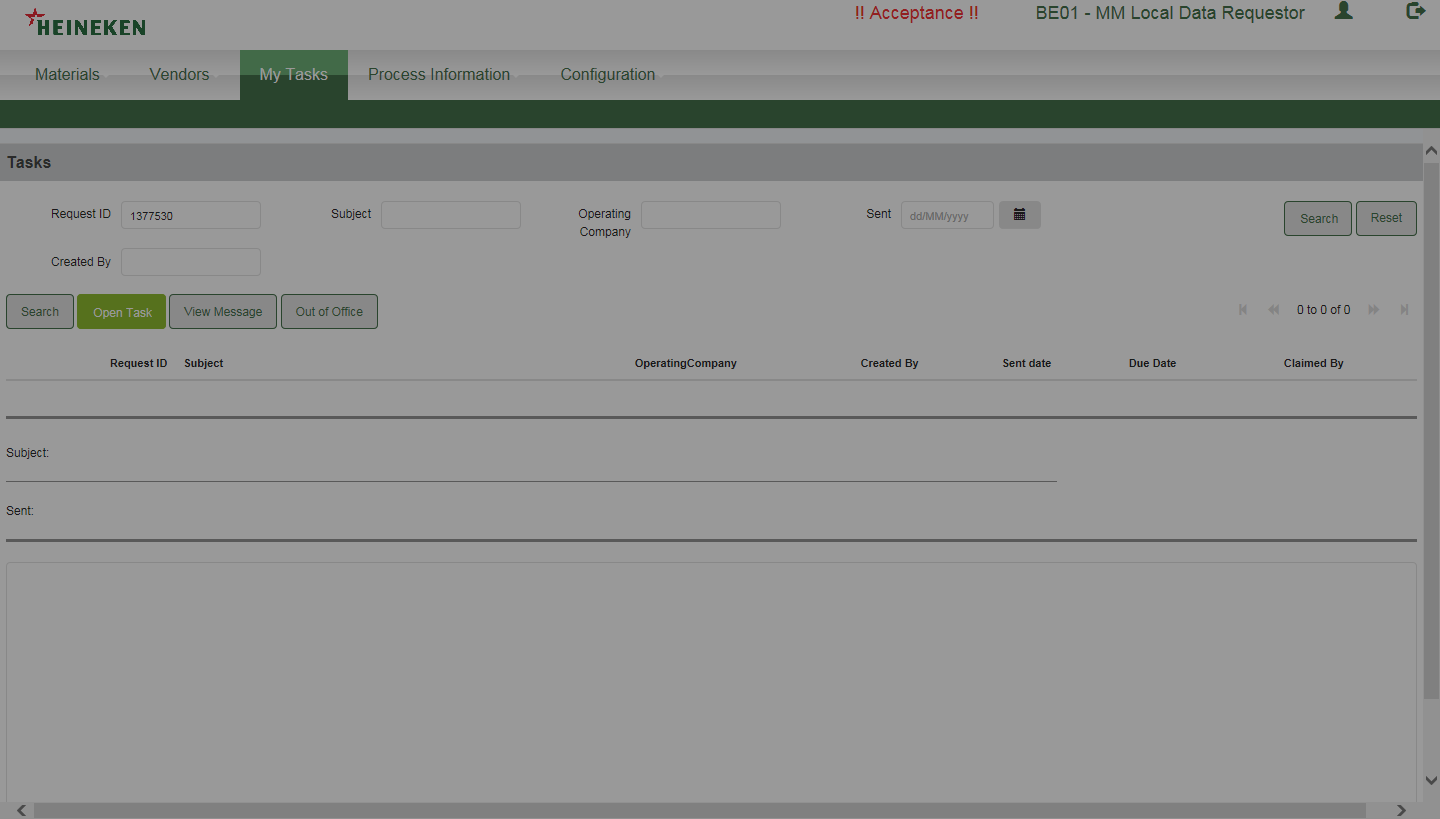 HEINEKEN
!! Acceptance !! BE01 - MM Local Data Requestor
Materials Vendors My Tasks Process Information Configuration
Tasks
Request ID 1377530 Subject Operating Company Sent dd/MM/yyyy Search Reset
Created By
Search Open Task View Message Out of Office 0 to 0 of 0
Request ID Subject OperatingCompany Created By Sent date Due Date Claimed By
Subject:
Sent: